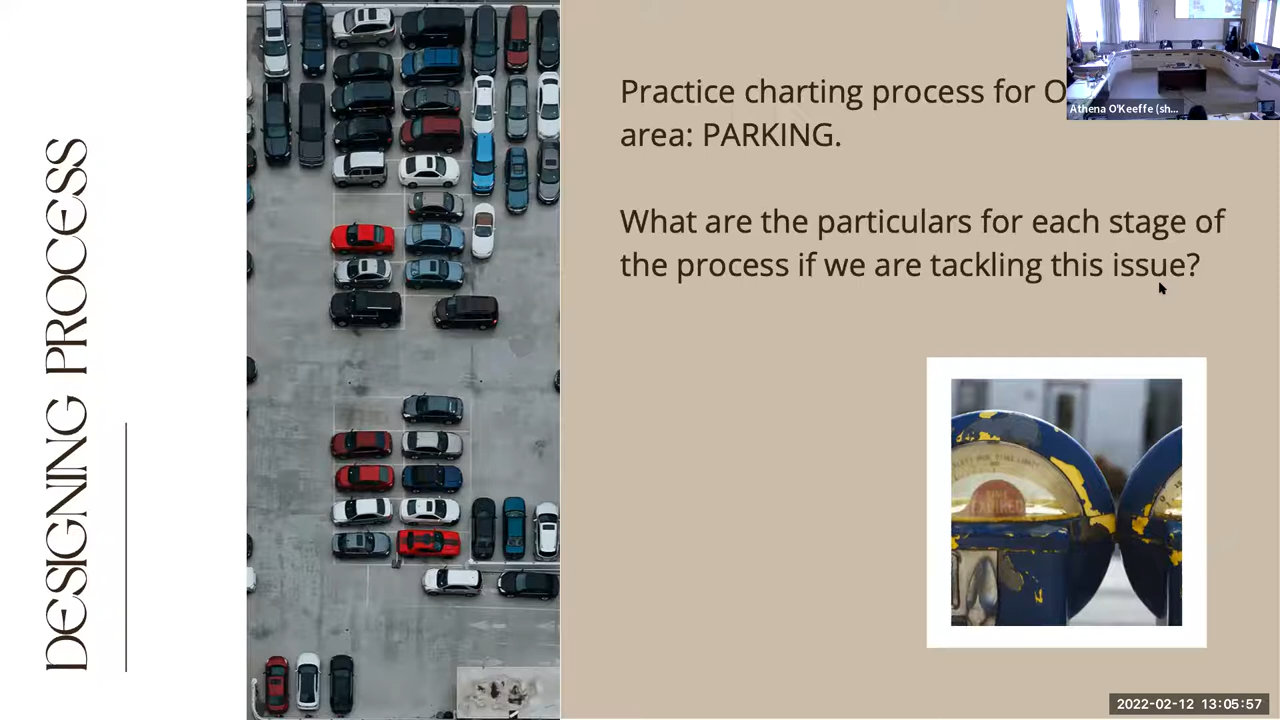 DESIGNING PROCESS
Practice charting process for
area: PARKING.
What are the particulars for each stage of
the process if we are tackling this issue?
Athena O'Keeffe (sh...
EXPIRED
2022-02-12 13:05:57